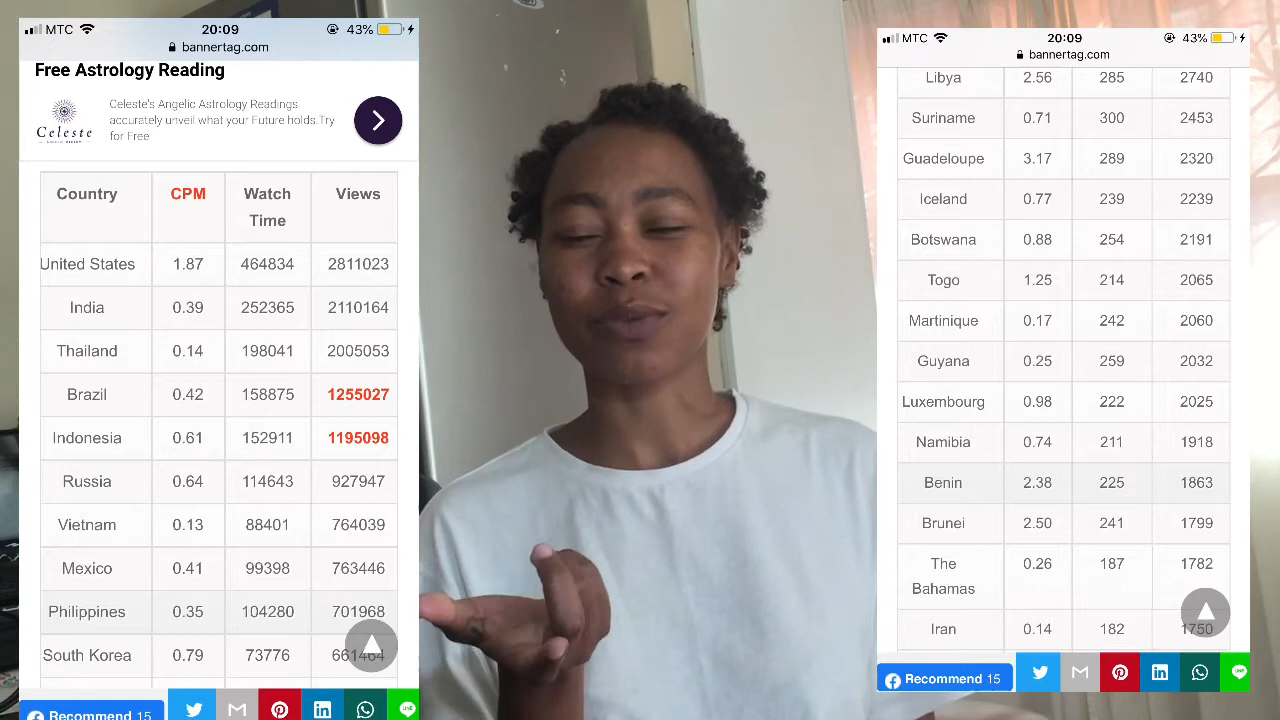 MTC 20:09 43%
bannertag.com
Free Astrology Reading
Celeste's Angelic Astrology Readings
accurately unveil what your Future holds.Try
for Free
Celeste
Country CPM Watch Time Views
United States 1.87 464834 2811023
India 0.39 252365 2110164
Thailand 0.14 198041 2005053
Brazil 0.42 158875 1255027
Indonesia 0.61 152911 1195098
Russia 0.64 114643 927947
Vietnam 0.13 88401 764039
Mexico 0.41 99398 763446
Philippines 0.35 104280 701968
South Korea 0.79 73776 661464
Recommend 15
LINE
MTC 20:09 43%
bannertag.com
Libya 2.56 285 2740
Suriname 0.71 300 2453
Guadeloupe 3.17 289 2320
Iceland 0.77 239 2239
Botswana 0.88 254 2191
Togo 1.25 214 2065
Martinique 0.17 242 2060
Guyana 0.25 259 2032
Luxembourg 0.98 222 2025
Namibia 0.74 211 1918
Benin 2.38 225 1863
Brunei 2.50 241 1799
The Bahamas 0.26 187 1782
Iran 0.14 182 1750
Recommend 15
LINE